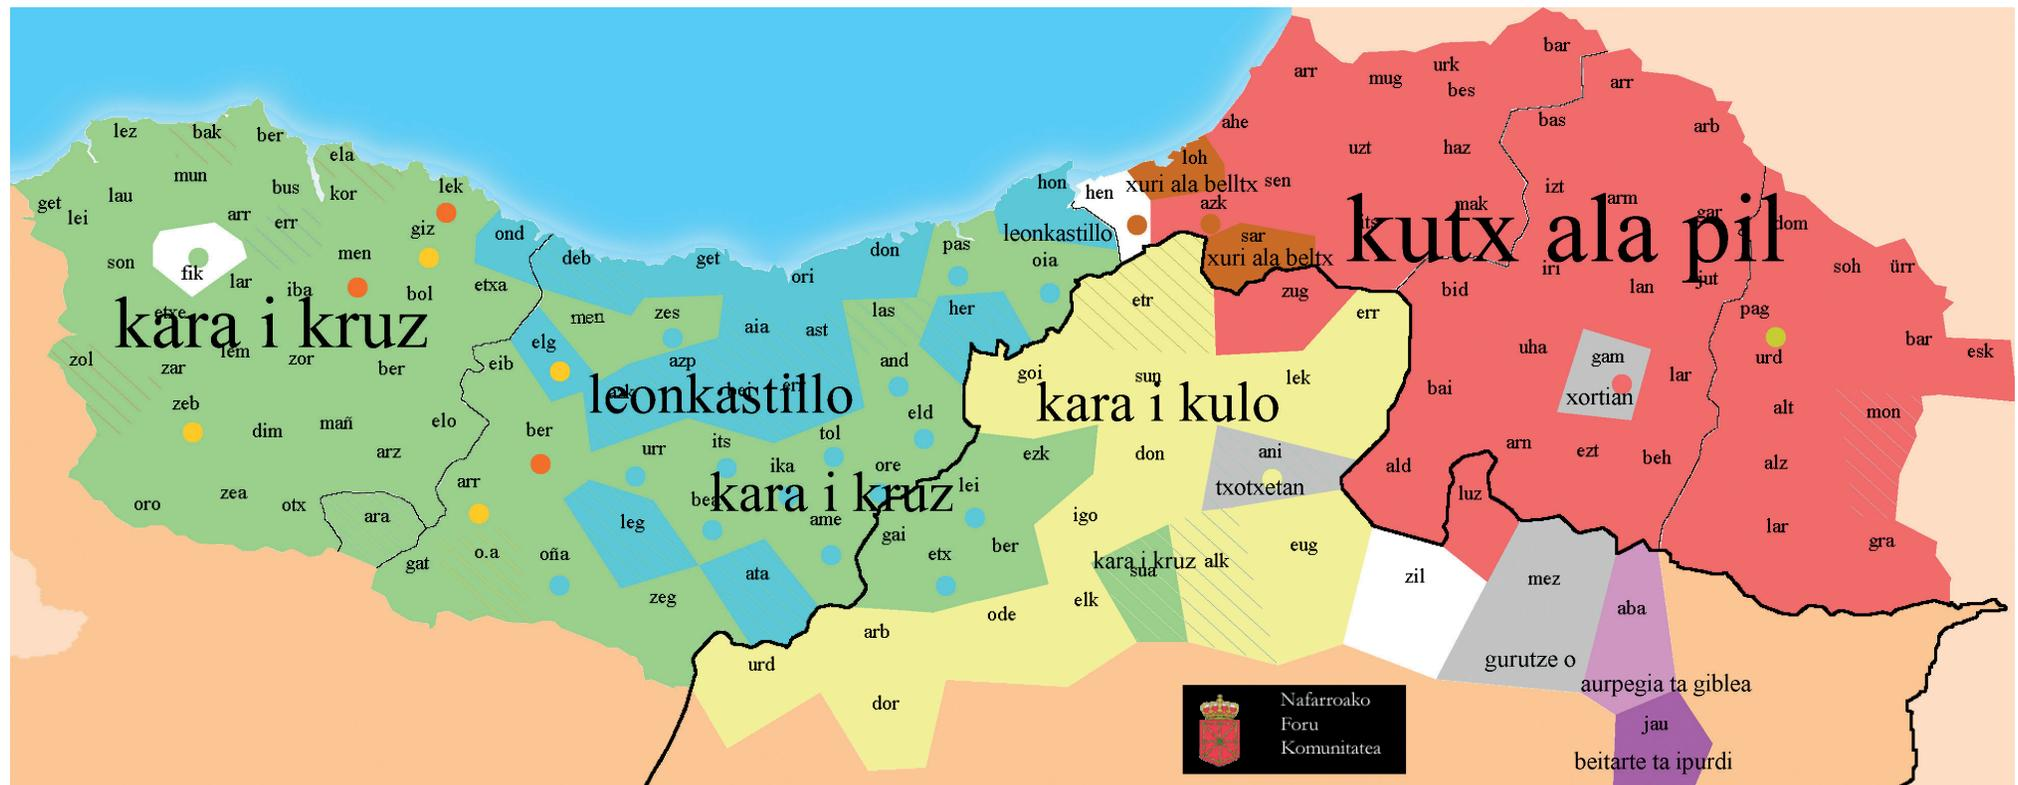 bar
arr
mug
urk
bes
arr
lez
bak
ber
ahe
bas
arb
ela
uzt
haz
loh
mun
lau
bus
kor
lek
hon
hen
xuri ala belltx
sen
izt
get
lei
arr
err
giz
azk
mak
arm
gar
its
kutx ala pil
dom
ond
leonkastillo
sar
xuri ala beltx
don
pas
oia
men
deb
get
son
fik
lar
iba
bol
etxa
ori
iri
soh
ürr
bid
lan
jut
etr
zug
err
etxe
kara i kruz
men
zes
las
her
pag
aia
ast
elg
uha
gam
bar
esk
zol
zar
lem
zor
ber
eib
azp
and
urd
goi
sun
lek
bai
xortian
lar
azk
bei
err
leonkastillo
kara i kulo
zeb
dim
mañ
elo
eld
alt
mon
ber
urr
its
tol
arz
ezk
don
ani
arn
ezt
beh
ika
ore
ald
alz
arr
lei
txotxetan
luz
oro
zea
otx
ara
bea
kara i kruz
leg
ame
igo
gai
lar
gat
o.a
oña
etx
ber
kara i kruz
sua
alk
eug
gra
ata
zil
mez
zeg
elk
aba
arb
ode
urd
gurutze o
aurpegia ta giblea
dor
jau
beitarte ta ipurdi
Nafarroako
Foru
Komunitatea